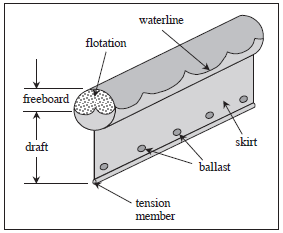 waterline
flotation
freeboard
draft
skirt
ballast
tension
member